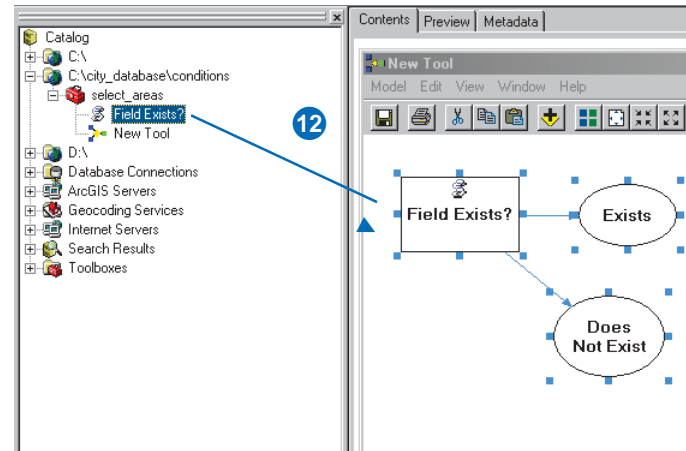 Catalog
C:\
C:\city_database\conditions
select_areas
Field Exists?
New Tool
D:\
Database Connections
ArcGIS Servers
Geocoding Services
Internet Servers
Search Results
Toolboxes
12
Contents Preview Metadata
New Tool
Model Edit View Window Help
Field Exists?
Exists
Does
Not Exist